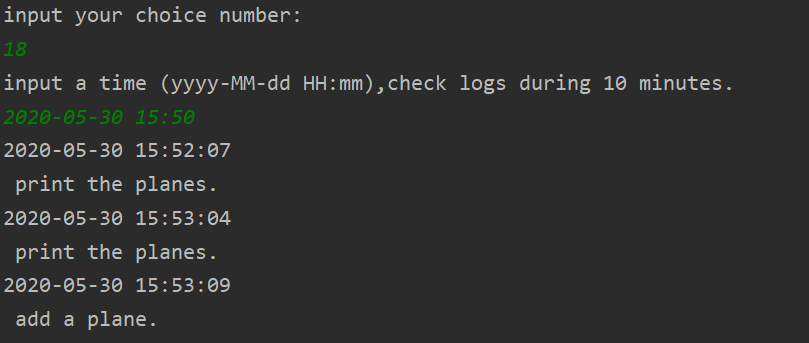 input your choice number:
18
input a time (yyyy-MM-dd HH:mm),check logs during 10 minutes.
2020-05-30 15:50
2020-05-30 15:52:07
print the planes.
2020-05-30 15:53:04
print the planes.
2020-05-30 15:53:09
add a plane.